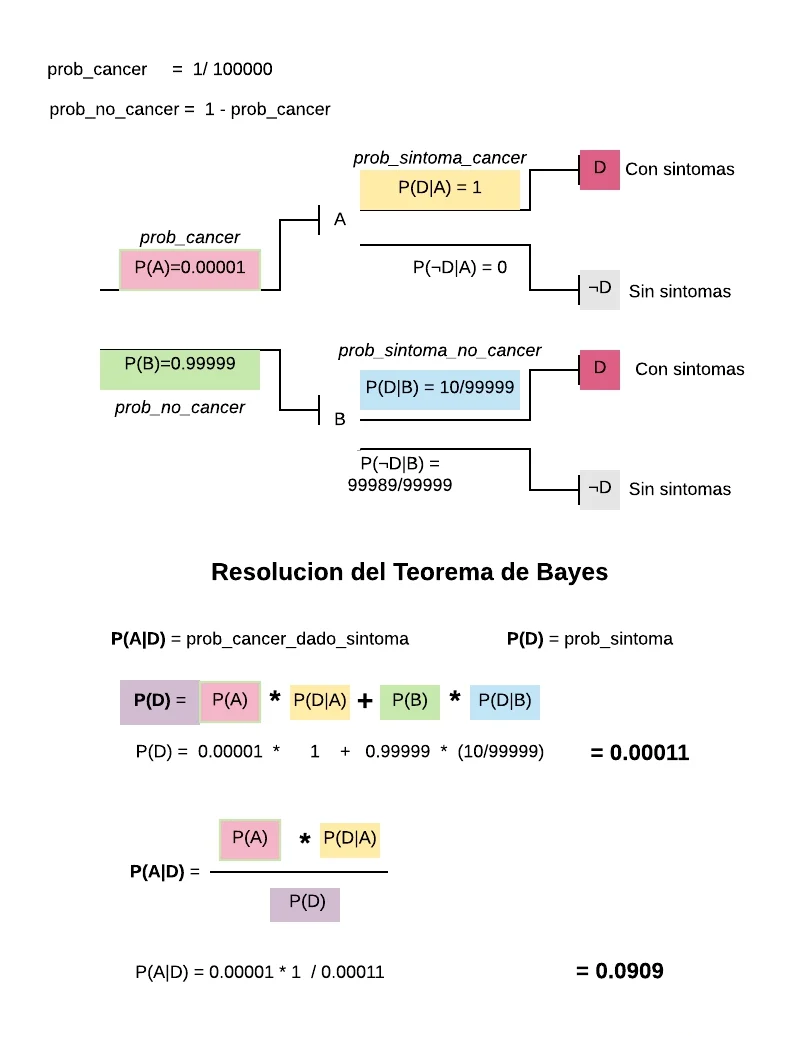 prob_cancer = 1/ 100000
prob_no_cancer = 1 - prob_cancer
prob_sintoma_cancer
P(D|A) = 1
D
Con sintomas
A
prob_cancer
P(A)=0.00001
P(¬D|A) = 0
¬D
Sin sintomas
P(B)=0.99999
prob_no_cancer
prob_sintoma_no_cancer
P(D|B) = 10/99999
D
Con sintomas
B
P(¬D|B) =
99989/99999
¬D
Sin sintomas
Resolucion del Teorema de Bayes
P(A|D) = prob_cancer_dado_sintoma
P(D) = prob_sintoma
P(D) = P(A) * P(D|A) + P(B) * P(D|B)
P(D) = 0.00001 * 1 + 0.99999 * (10/99999) = 0.00011
P(A) * P(D|A)
P(A|D) =
P(D)
P(A|D) = 0.00001 * 1 / 0.00011 = 0.0909